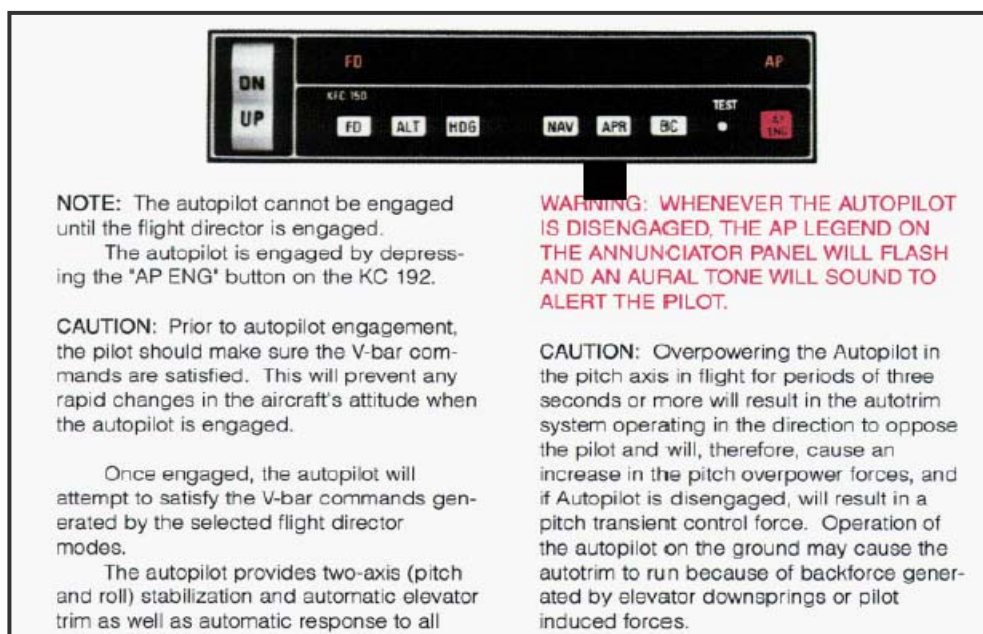 FD AP
DN
KFC 150
TEST
UP FD ALT HDG NAV APR BC AP ENG
NOTE: The autopilot cannot be engaged
until the flight director is engaged.
The autopilot is engaged by depress-
ing the "AP ENG" button on the KC 192.
CAUTION: Prior to autopilot engagement,
the pilot should make sure the V-bar com-
mands are satisfied. This will prevent any
rapid changes in the aircraft's attitude when
the autopilot is engaged.
Once engaged, the autopilot will
attempt to satisfy the V-bar commands gen-
erated by the selected flight director
modes.
The autopilot provides two-axis (pitch
and roll) stabilization and automatic elevator
trim as well as automatic response to all
WARNING: WHENEVER THE AUTOPILOT
IS DISENGAGED, THE AP LEGEND ON
THE ANNUNCIATOR PANEL WILL FLASH
AND AN AURAL TONE WILL SOUND TO
ALERT THE PILOT.
CAUTION: Overpowering the Autopilot in
the pitch axis in flight for periods of three
seconds or more will result in the autotrim
system operating in the direction to oppose
the pilot and will, therefore, cause an
increase in the pitch overpower forces, and
if Autopilot is disengaged, will result in a
pitch transient control force. Operation of
the autopilot on the ground may cause the
autotrim to run because of backforce gener-
ated by elevator downsprings or pilot
induced forces.